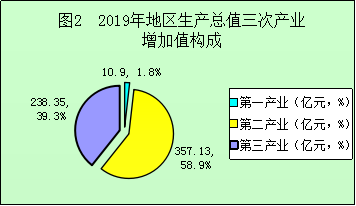 图2 2019年地区生产总值三次产业
增加值构成
10.9, 1.8%
238.35,
39.3%
357.13,
58.9%
第一产业（亿元，%）
第二产业（亿元，%）
第三产业（亿元，%）